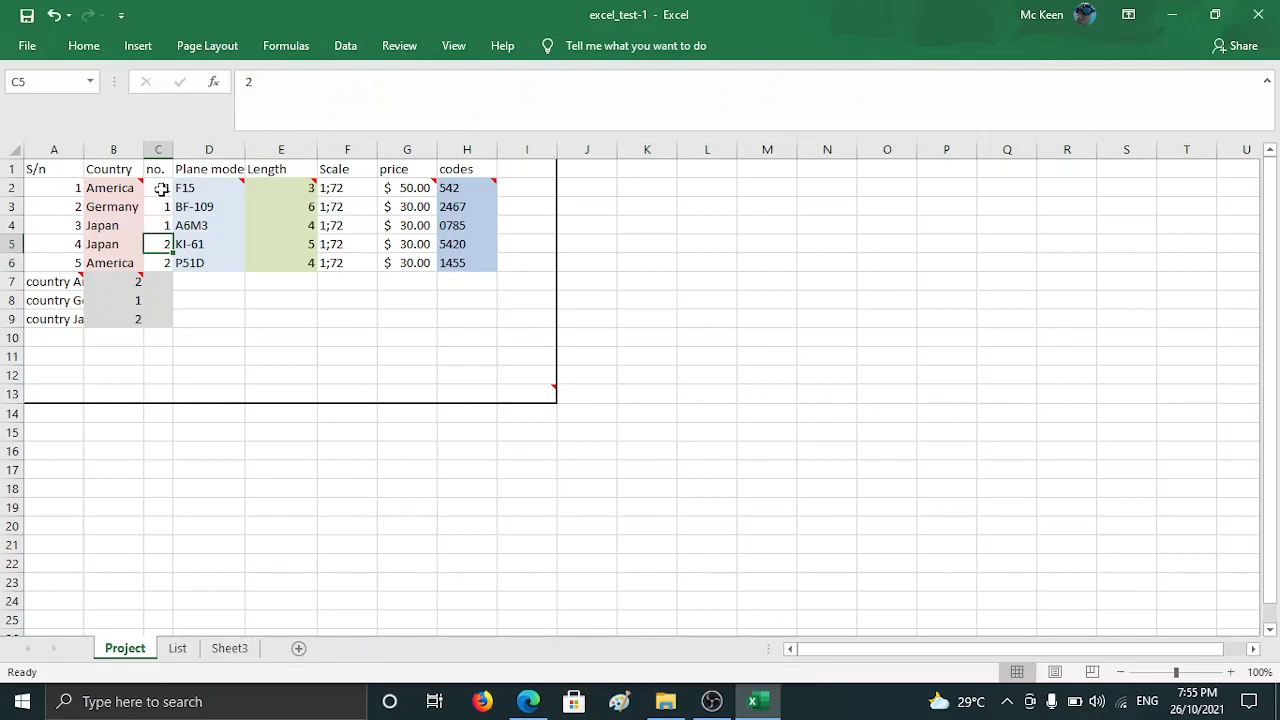 excel_test-1 - Excel
Mc Keen
File Home Insert Page Layout Formulas Data Review View Help Tell me what you want to do Share
C5 fx 2
A B C D E F G H I J K L M N O P Q R S T U
1 S/n Country no. Plane mode Length Scale price codes
2 1 America 1 F15 3 1;72 $ 50.00 542
3 2 Germany 1 BF-109 6 1;72 $ 30.00 2467
4 3 Japan 1 A6M3 4 1;72 $ 30.00 0785
5 4 Japan 2 KI-61 5 1;72 $ 30.00 5420
6 5 America 2 P51D 4 1;72 $ 30.00 1455
7 country A 2
8 country G 1
9 country Ja 2
10
11
12
13
14
15
16
17
18
19
20
21
22
23
24
25
Project List Sheet3
Ready 100%
Type here to search 29°C ENG 7:55 PM
26/10/2021